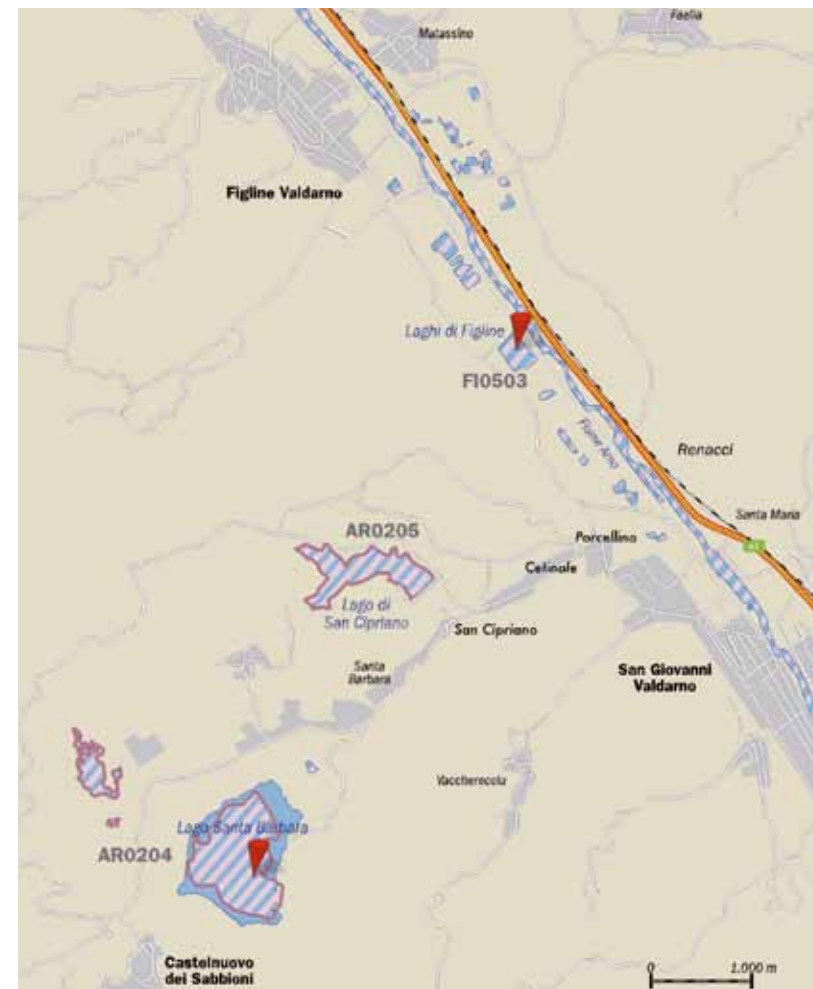 Faella
Matassino
Figline Valdarno
Laghi di Figline
FI0503
Fiume Arno
Renacci
Santa Maria
AR0205
Porcellino
Cetinale
Lago di
San Cipriano
San Cipriano
Santa
Barbara
San Giovanni
Valdarno
Vacchereccia
Lago Santa Barbara
AR0204
Castelnuovo
dei Sabbioni
0 1.000 m